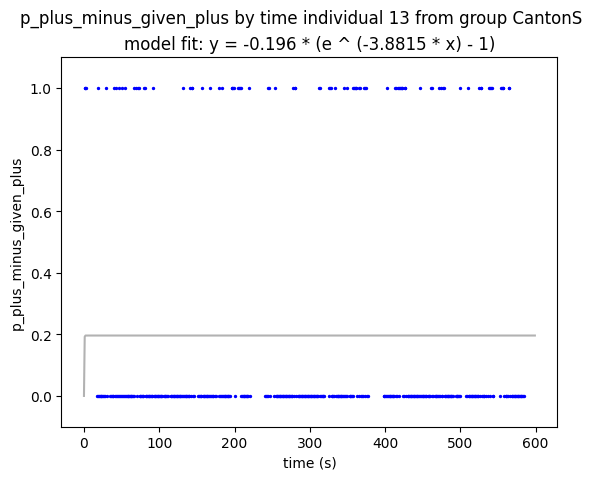 p_plus_minus_given_plus by time individual 13 from group CantonS
model fit: y = -0.196 * (e ^ (-3.8815 * x) - 1)
1.0
0.8
0.6
0.4
0.2
0.0
p_plus_minus_given_plus
0 100 200 300 400 500 600
time (s)